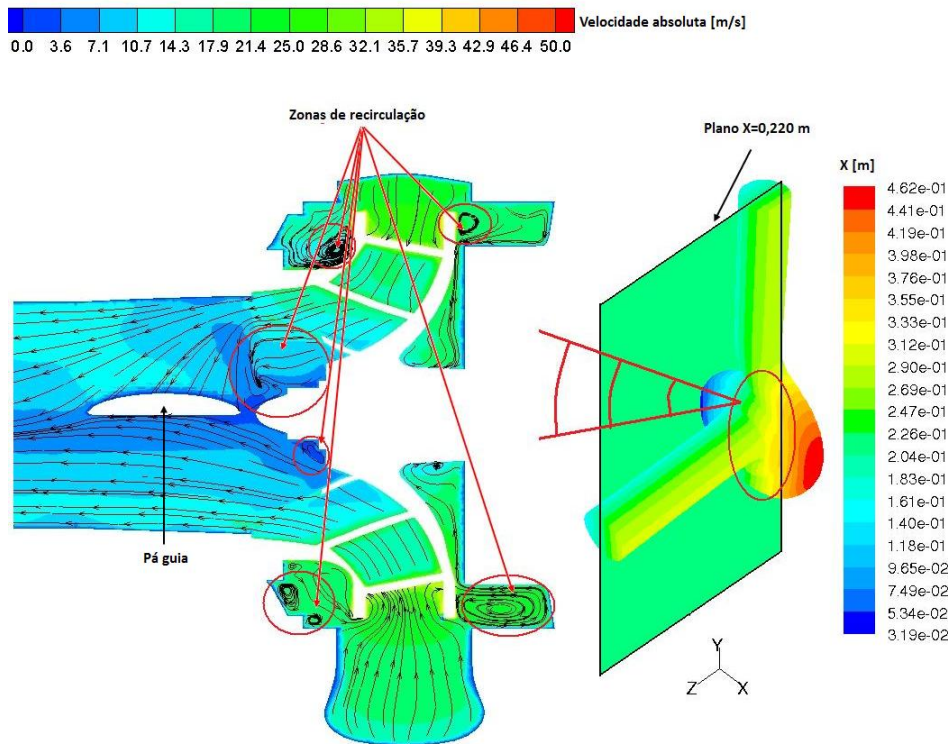 Velocidade absoluta [m/s]
0.0 3.6 7.1 10.7 14.3 17.9 21.4 25.0 28.6 32.1 35.7 39.3 42.9 46.4 50.0
Zonas de recirculação
Plano X=0,220 m
X [m]
4.62e-01
4.41e-01
4.19e-01
3.98e-01
3.76e-01
3.55e-01
3.33e-01
3.12e-01
2.90e-01
2.69e-01
2.47e-01
2.26e-01
2.04e-01
1.83e-01
1.61e-01
1.40e-01
1.18e-01
9.65e-02
7.49e-02
5.34e-02
3.19e-02
Pá guia
Y
Z
X